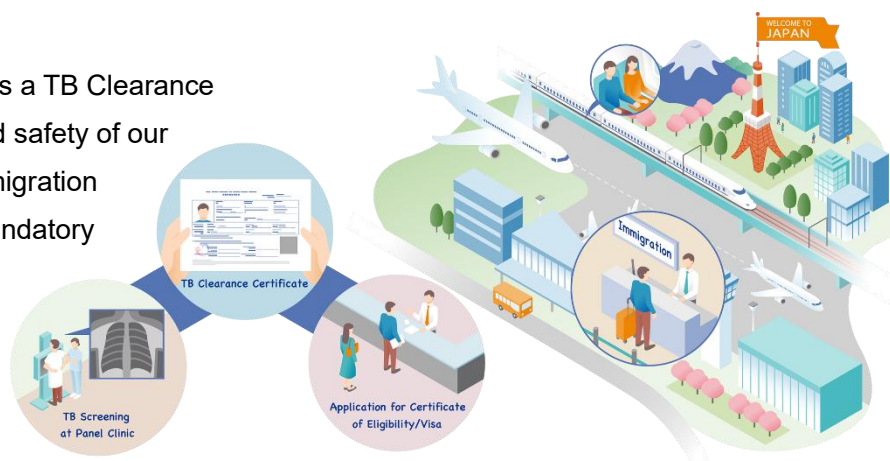 s a TB Clearance
d safety of our
nigration
ndatory
WELCOME TO
JAPAN
Immigration
TB Clearance Certificate
TB Screening
at Panel Clinic
Application for Certificate
of Eligibility/Visa